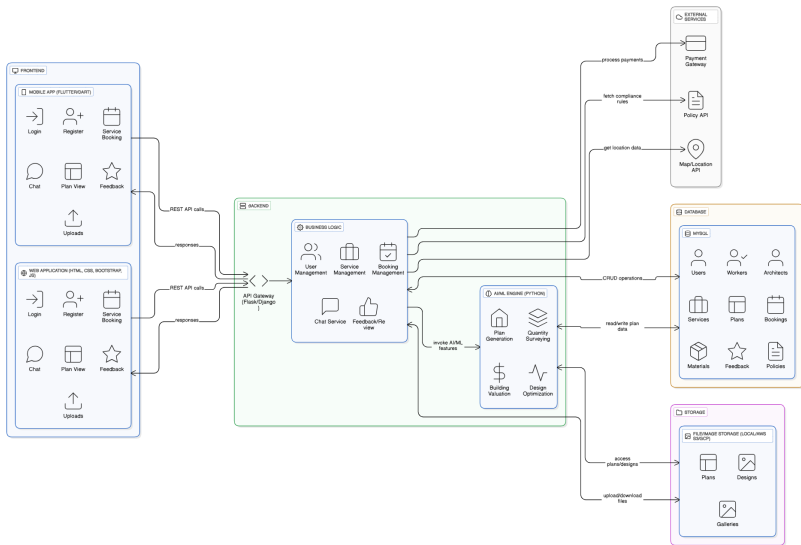 EXTERNAL
SERVICES
Payment
Gateway
Policy API
Map/Location
API
process payments
fetch compliance
rules
get location data
FRONTEND
MOBILE APP (FLUTTER/DART)
Login
Register
Service
Booking
Chat
Plan View
Feedback
Uploads
WEB APPLICATION (HTML, CSS, BOOTSTRAP,
JS)
Login
Register
Service
Booking
Chat
Plan View
Feedback
Uploads
REST API calls
responses
REST API calls
responses
BACKEND
API Gateway
(Flask/Django
)
BUSINESS LOGIC
User
Management
Service
Management
Booking
Management
Chat Service
Feedback/Re
view
invoke AI/ML
features
AI/ML ENGINE (PYTHON)
Plan
Generation
Quantity
Surveying
Building
Valuation
Design
Optimization
CRUD operations
read/write plan
data
access
plans/designs
upload/download
files
DATABASE
MYSQL
Users
Workers
Architects
Services
Plans
Bookings
Materials
Feedback
Policies
STORAGE
FILE/IMAGE STORAGE (LOCAL/AWS
S3/GCP)
Plans
Designs
Galleries